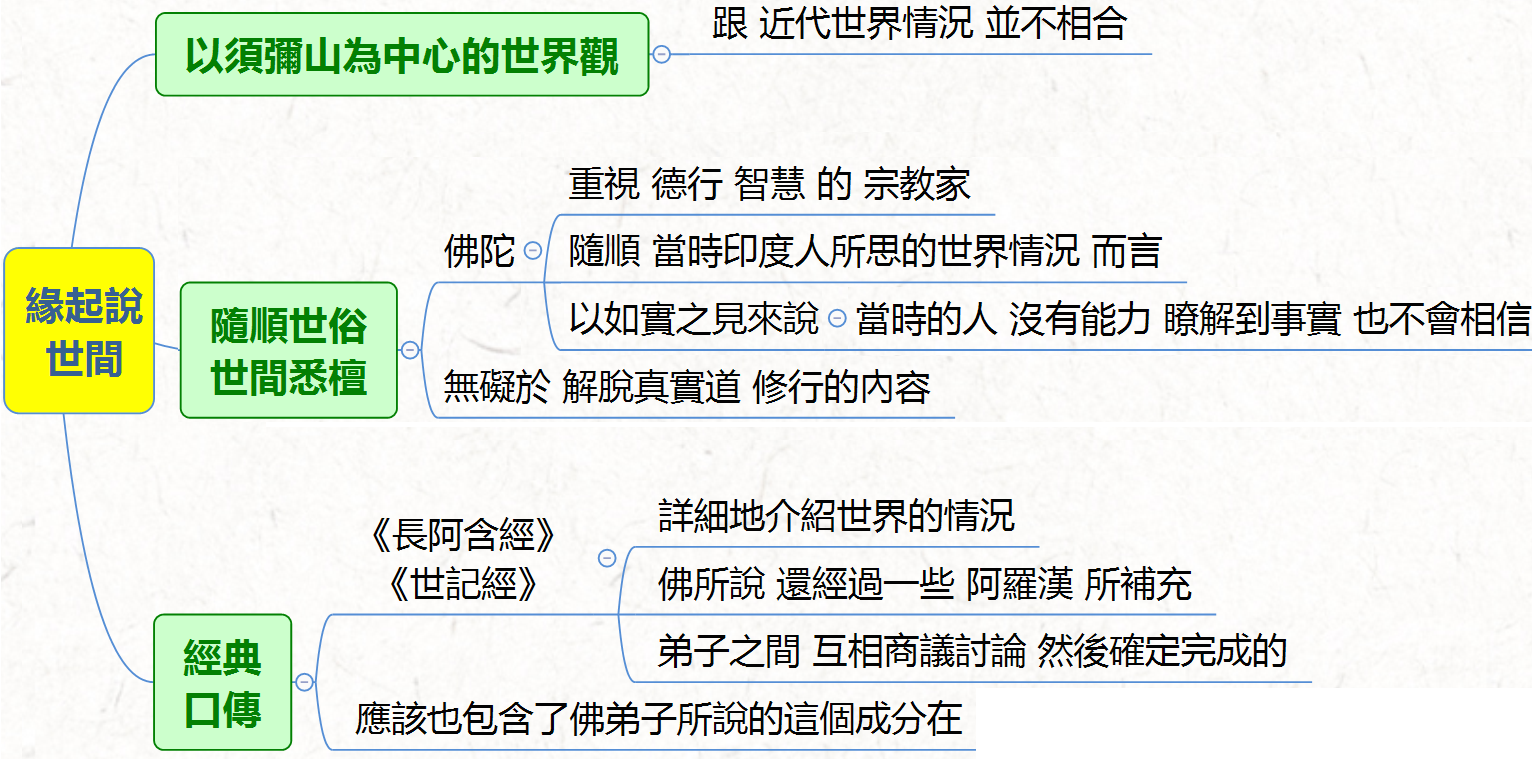 緣起說
世間
以須彌山為中心的世界觀
跟 近代世界情況 並不相合
隨順世俗
世間悉檀
佛陀
重視 德行 智慧 的 宗教家
隨順 當時印度人所思的世界情況 而言
以如實之見來說
當時的人 沒有能力 瞭解到事實 也不會相信
無礙於 解脫真實道 修行的內容
經典
口傳
《長阿含經》
《世記經》
詳細地介紹世界的情況
佛所說 還經過一些 阿羅漢 所補充
弟子之間 互相商議討論 然後確定完成的
應該也包含了佛弟子所說的這個成分在